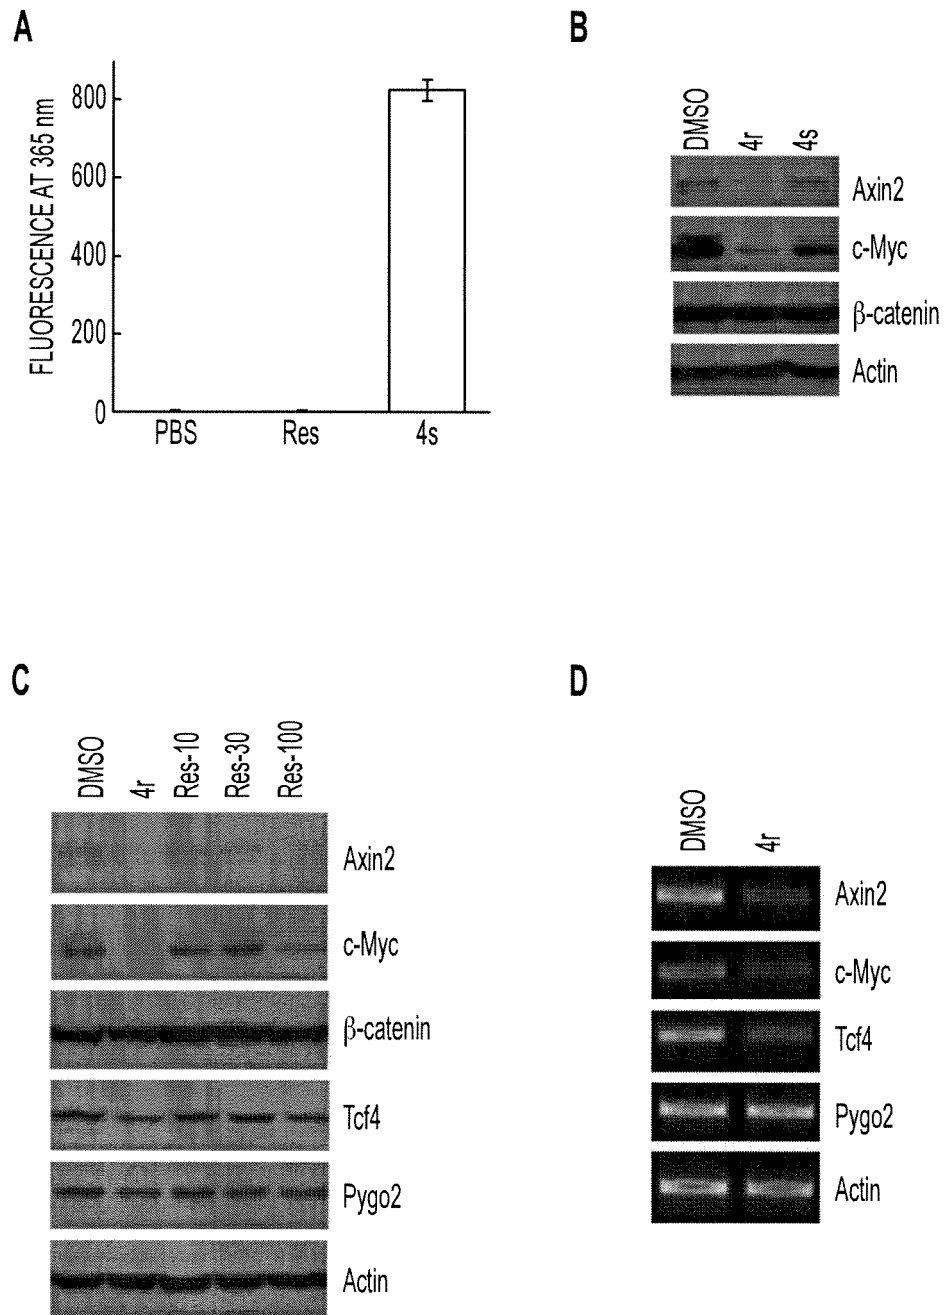 A
FLUORESCENCE AT 365 nm
800
600
400
200
0
PBS Res 4s
B
DMSO 4r 4s
Axin2
c-Myc
β-catenin
Actin
C
DMSO 4r Res-10 Res-30 Res-100
Axin2
c-Myc
β-catenin
Tcf4
Pygo2
Actin
D
DMSO 4r
Axin2
c-Myc
Tcf4
Pygo2
Actin